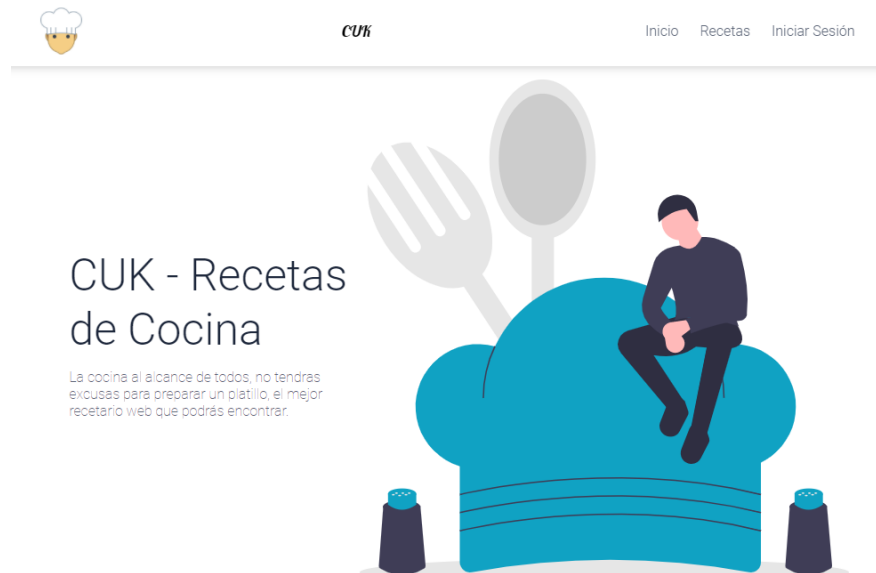 CUK
Inicio Recetas Iniciar Sesión
CUK - Recetas
de Cocina
La cocina al alcance de todos, no tendras
excusas para preparar un platillo, el mejor
recetario web que podrás encontrar.